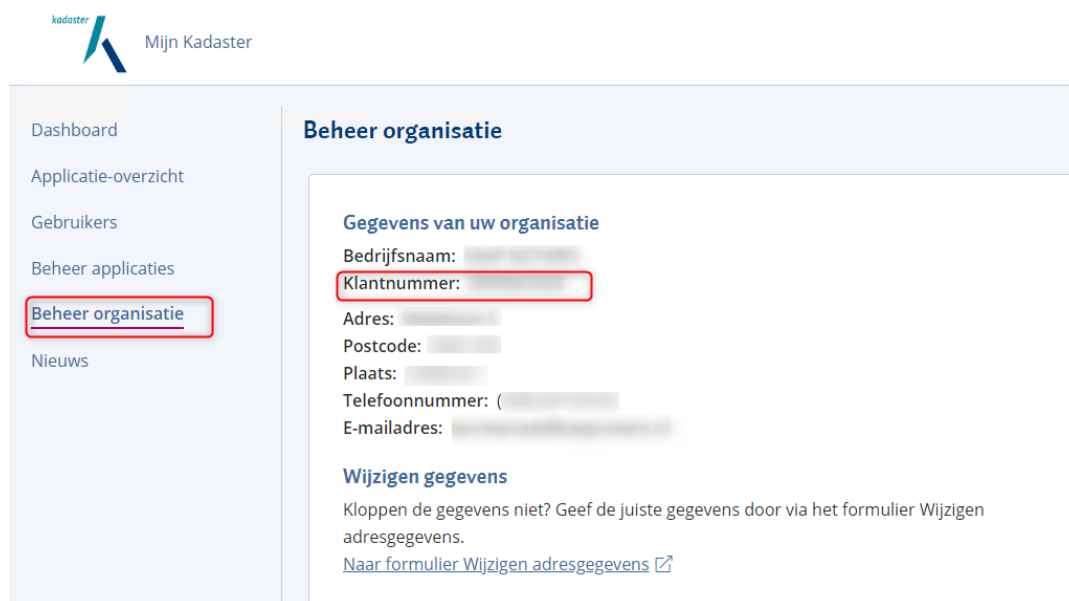 kadaster
Mijn Kadaster
Dashboard
Applicatie-overzicht
Gebruikers
Beheer applicaties
Beheer organisatie
Nieuws
Beheer organisatie
Gegevens van uw organisatie
Bedrijfsnaam:
Klantnummer:
Adres:
Postcode:
Plaats:
Telefoonnummer: (
E-mailadres:
Wijzigen gegevens
Kloppen de gegevens niet? Geef de juiste gegevens door via het formulier Wijzigen
adresgegevens.
Naar formulier Wijzigen adresgegevens